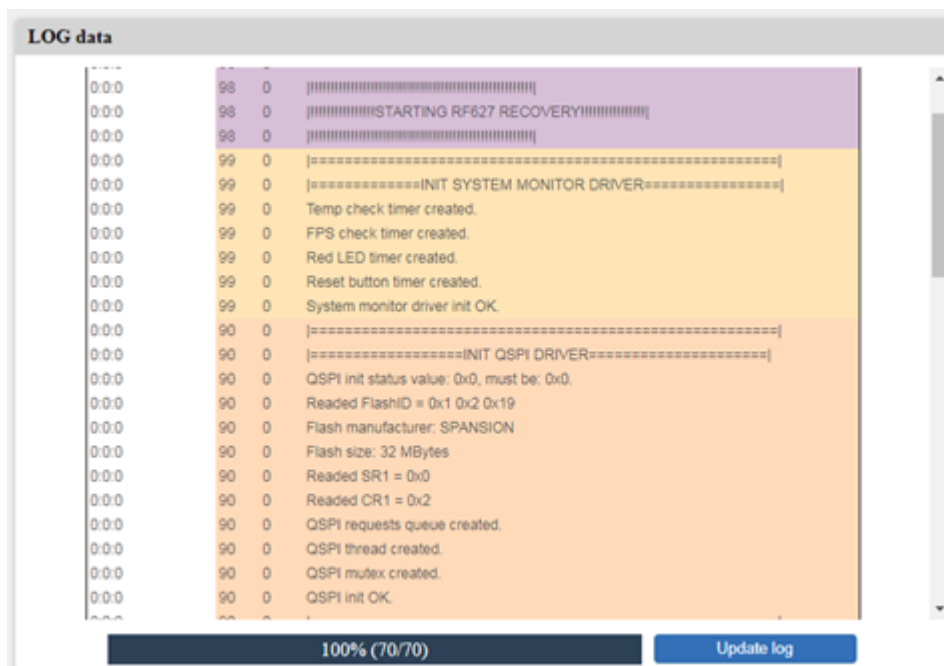 LOG data
0:0:0 98 0 |!!!!!!!!!!!!!!!!!!!!!!!!!!!!!!!!!!!!!!!!!!!!!!!!!!!!!!!|
0:0:0 98 0 |!!!!!!!!!!!!!!!!STARTING RF627 RECOVERY!!!!!!!!!!!!!!!!|
0:0:0 98 0 |!!!!!!!!!!!!!!!!!!!!!!!!!!!!!!!!!!!!!!!!!!!!!!!!!!!!!!!|
0:0:0 99 0 |=======================================================|
0:0:0 99 0 |=============INIT SYSTEM MONITOR DRIVER================|
0:0:0 99 0 Temp check timer created.
0:0:0 99 0 FPS check timer created.
0:0:0 99 0 Red LED timer created.
0:0:0 99 0 Reset button timer created.
0:0:0 99 0 System monitor driver init OK.
0:0:0 90 0 |=======================================================|
0:0:0 90 0 |==================INIT QSPI DRIVER=====================|
0:0:0 90 0 QSPI init status value: 0x0, must be: 0x0.
0:0:0 90 0 Readed FlashID = 0x1 0x2 0x19
0:0:0 90 0 Flash manufacturer: SPANSION
0:0:0 90 0 Flash size: 32 MBytes
0:0:0 90 0 Readed SR1 = 0x0
0:0:0 90 0 Readed CR1 = 0x2
0:0:0 90 0 QSPI requests queue created.
0:0:0 90 0 QSPI thread created.
0:0:0 90 0 QSPI mutex created.
0:0:0 90 0 QSPI init OK.
100% (70/70) Update log